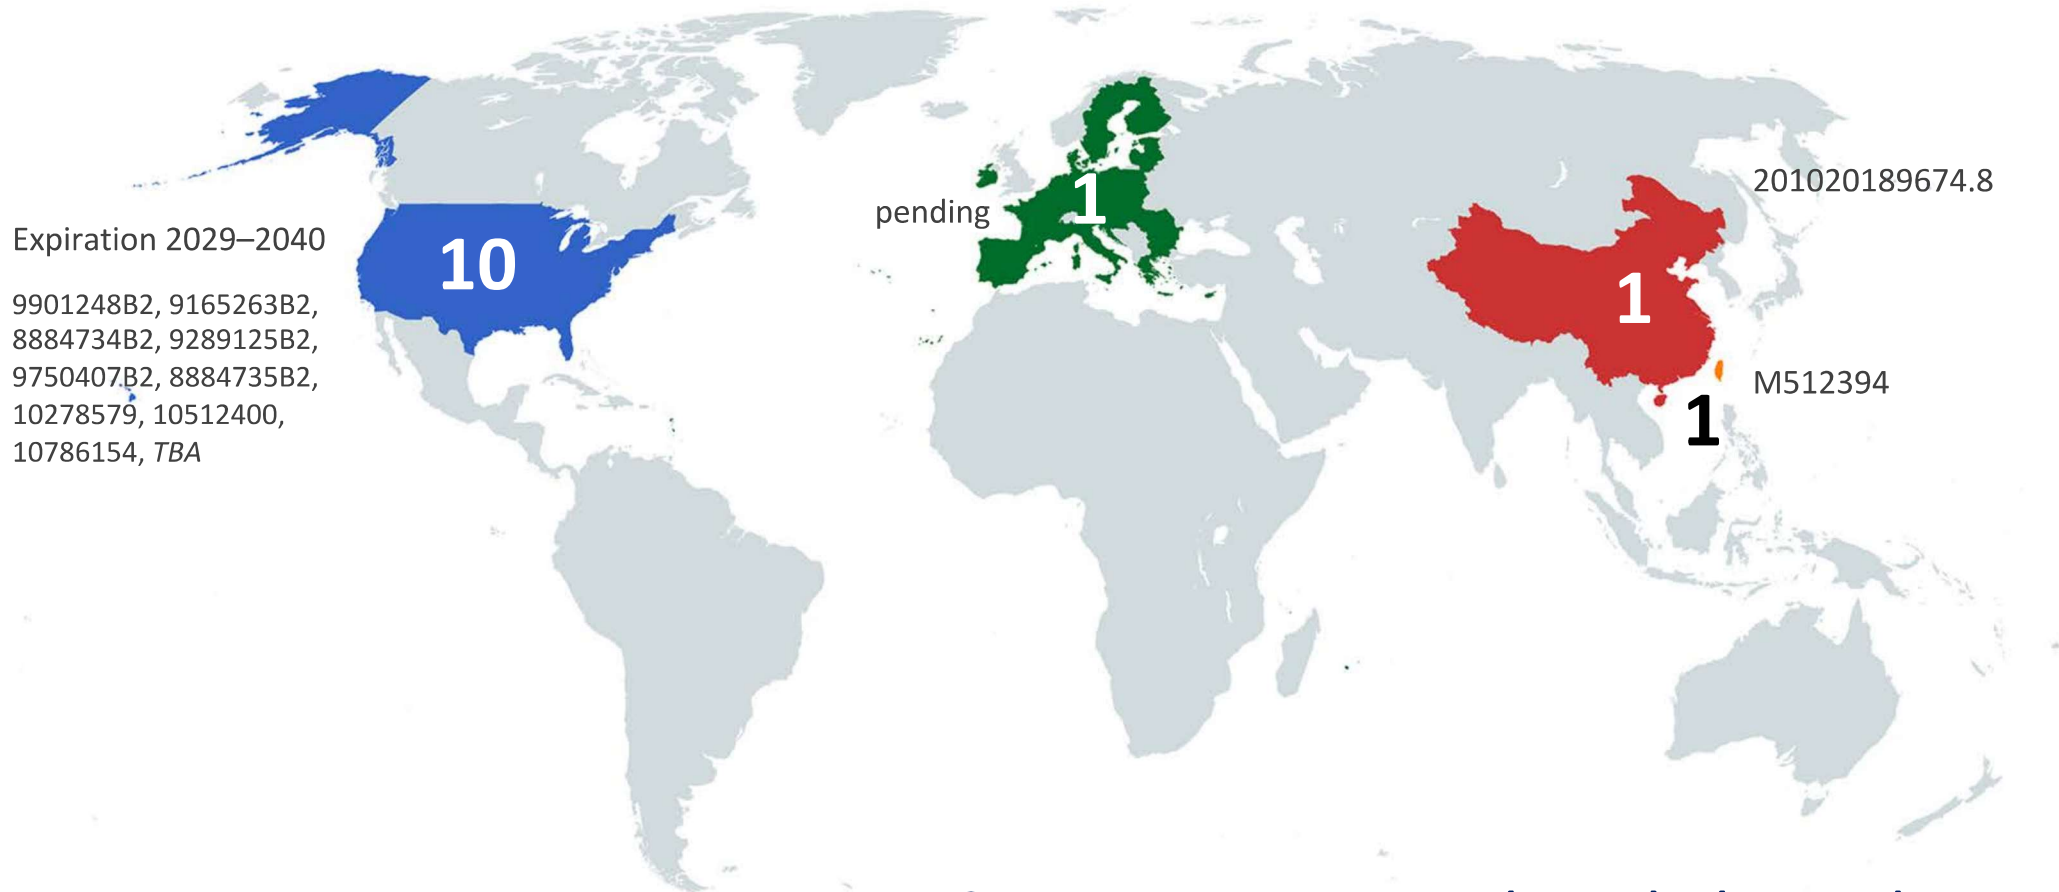 Expiration 2029–2040
10
9901248B2, 9165263B2,
8884734B2, 9289125B2,
9750407B2, 8884735B2,
10278579, 10512400,
10786154, TBA
pending
1
201020189674.8
1
M512394
1